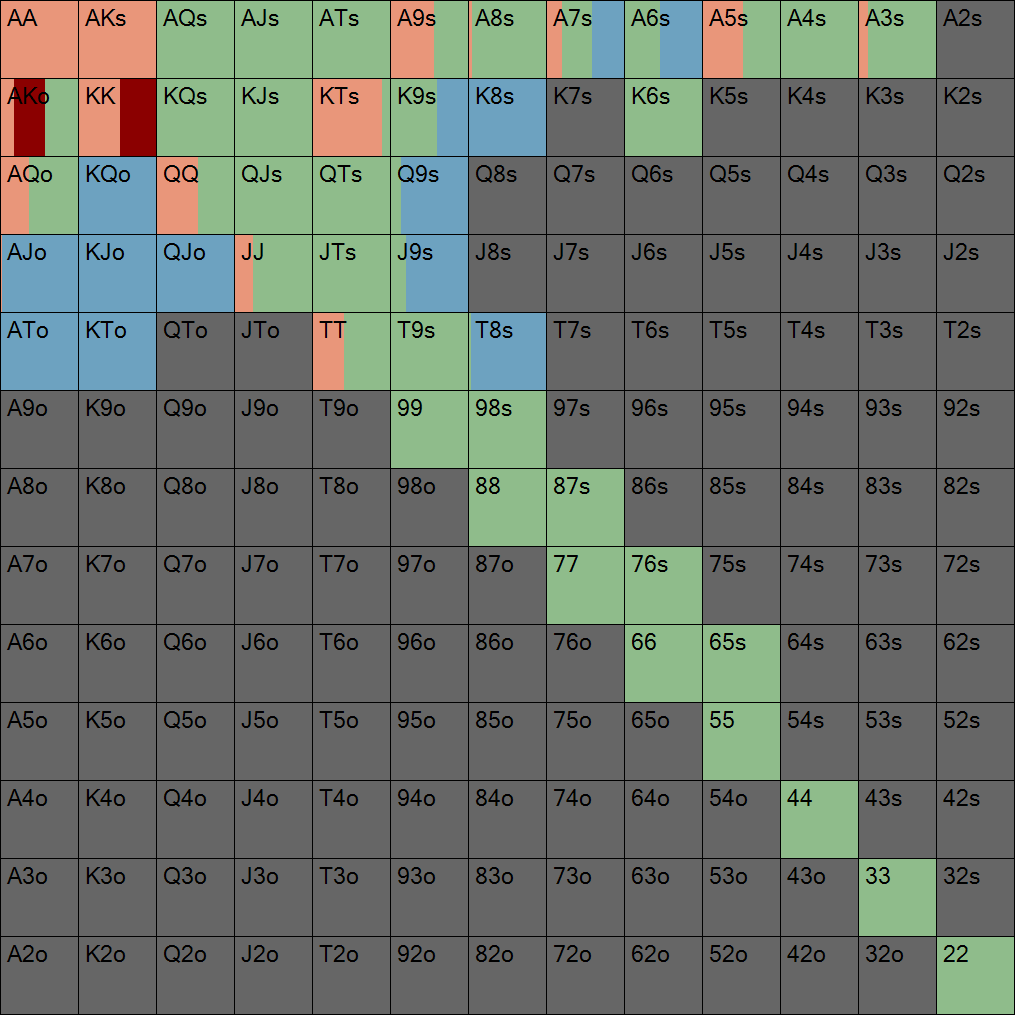 AA AKs AQs AJs ATs A9s A8s A7s A6s A5s A4s A3s A2s
AKo KK KQs KJs KTs K9s K8s K7s K6s K5s K4s K3s K2s
AQo KQo QQ QJs QTs Q9s Q8s Q7s Q6s Q5s Q4s Q3s Q2s
AJo KJo QJo JJ JTs J9s J8s J7s J6s J5s J4s J3s J2s
ATo KTo QTo JTo TT T9s T8s T7s T6s T5s T4s T3s T2s
A9o K9o Q9o J9o T9o 99 98s 97s 96s 95s 94s 93s 92s
A8o K8o Q8o J8o T8o 98o 88 87s 86s 85s 84s 83s 82s
A7o K7o Q7o J7o T7o 97o 87o 77 76s 75s 74s 73s 72s
A6o K6o Q6o J6o T6o 96o 86o 76o 66 65s 64s 63s 62s
A5o K5o Q5o J5o T5o 95o 85o 75o 65o 55 54s 53s 52s
A4o K4o Q4o J4o T4o 94o 84o 74o 64o 54o 44 43s 42s
A3o K3o Q3o J3o T3o 93o 83o 73o 63o 53o 43o 33 32s
A2o K2o Q2o J2o T2o 92o 82o 72o 62o 52o 42o 32o 22